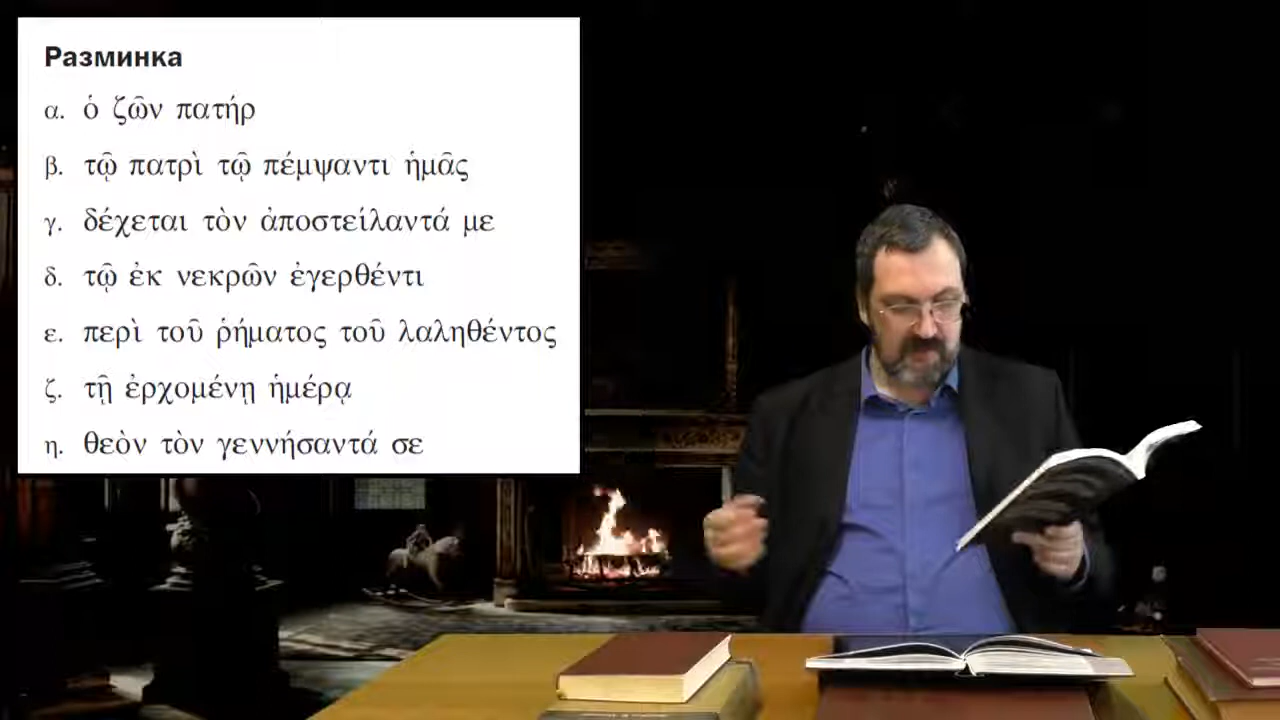 Разминка
α. ὁ ζῶν πατήρ
β. τῷ πατρὶ τῷ πέμψαντι ἡμᾶς
γ. δέχεται τὸν ἀποστείλαντά με
δ. τῷ ἐκ νεκρῶν ἐγερθέντι
ε. περὶ τοῦ ῥήματος τοῦ λαληθέντος
ζ. τῇ ἐρχομένῃ ἡμέρᾳ
η. θεὸν τὸν γεννήσαντά σε